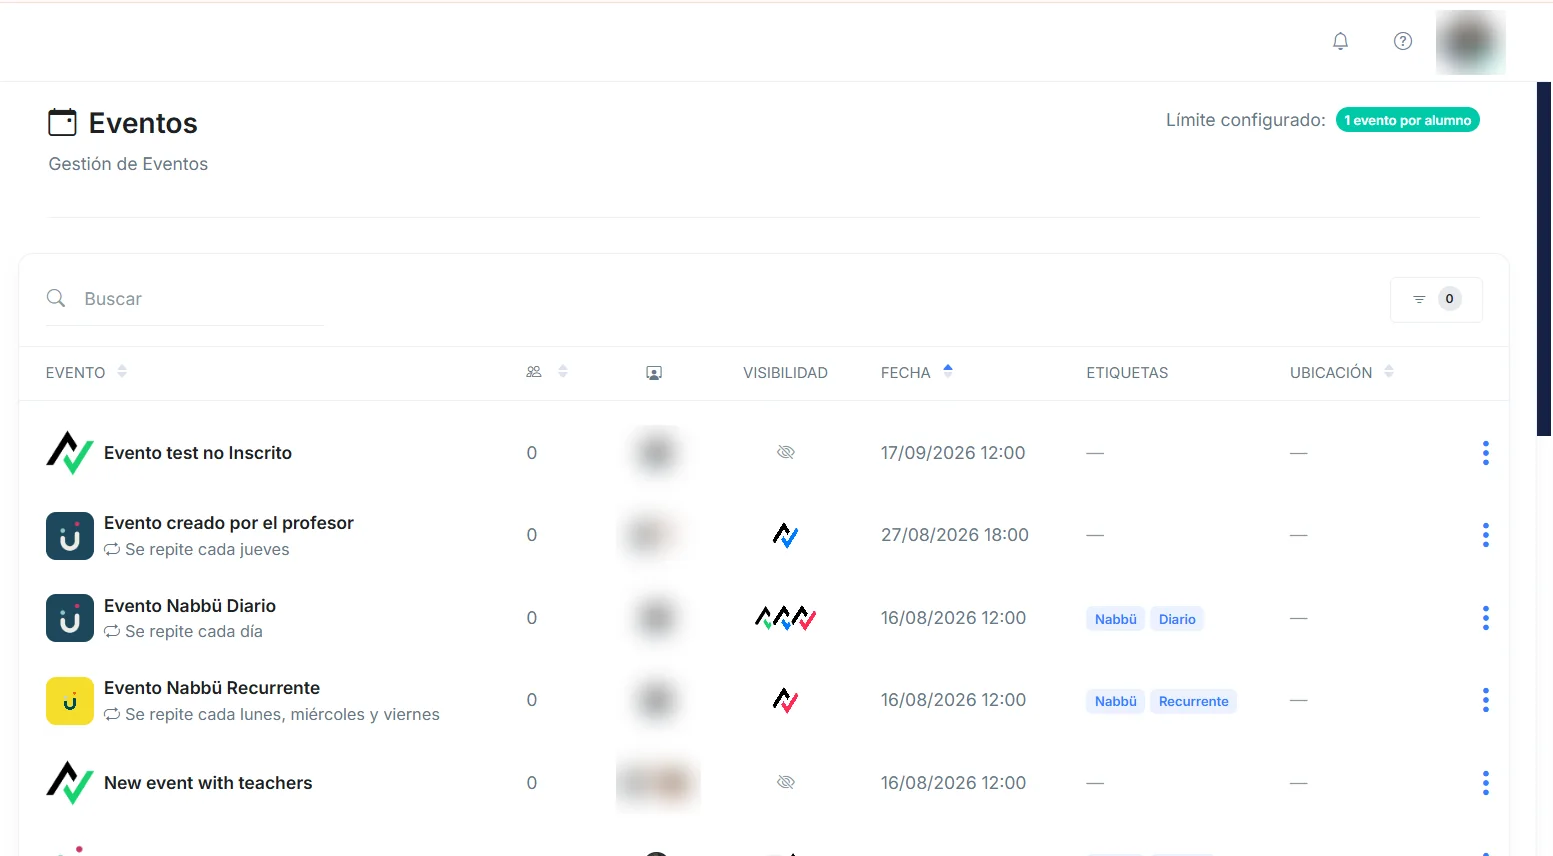 Eventos
Límite configurado: 1 evento por alumno
Gestión de Eventos
Buscar
0
EVENTO VISIBILIDAD FECHA ETIQUETAS UBICACIÓN
Evento test no Inscrito 0 17/09/2026 12:00 — —
Evento creado por el profesor
Se repite cada jueves
0 27/08/2026 18:00 — —
Evento Nabbü Diario
Se repite cada día
0 16/08/2026 12:00 Nabbü Diario —
Evento Nabbü Recurrente
Se repite cada lunes, miércoles y viernes
0 16/08/2026 12:00 Nabbü Recurrente —
New event with teachers 0 16/08/2026 12:00 — —